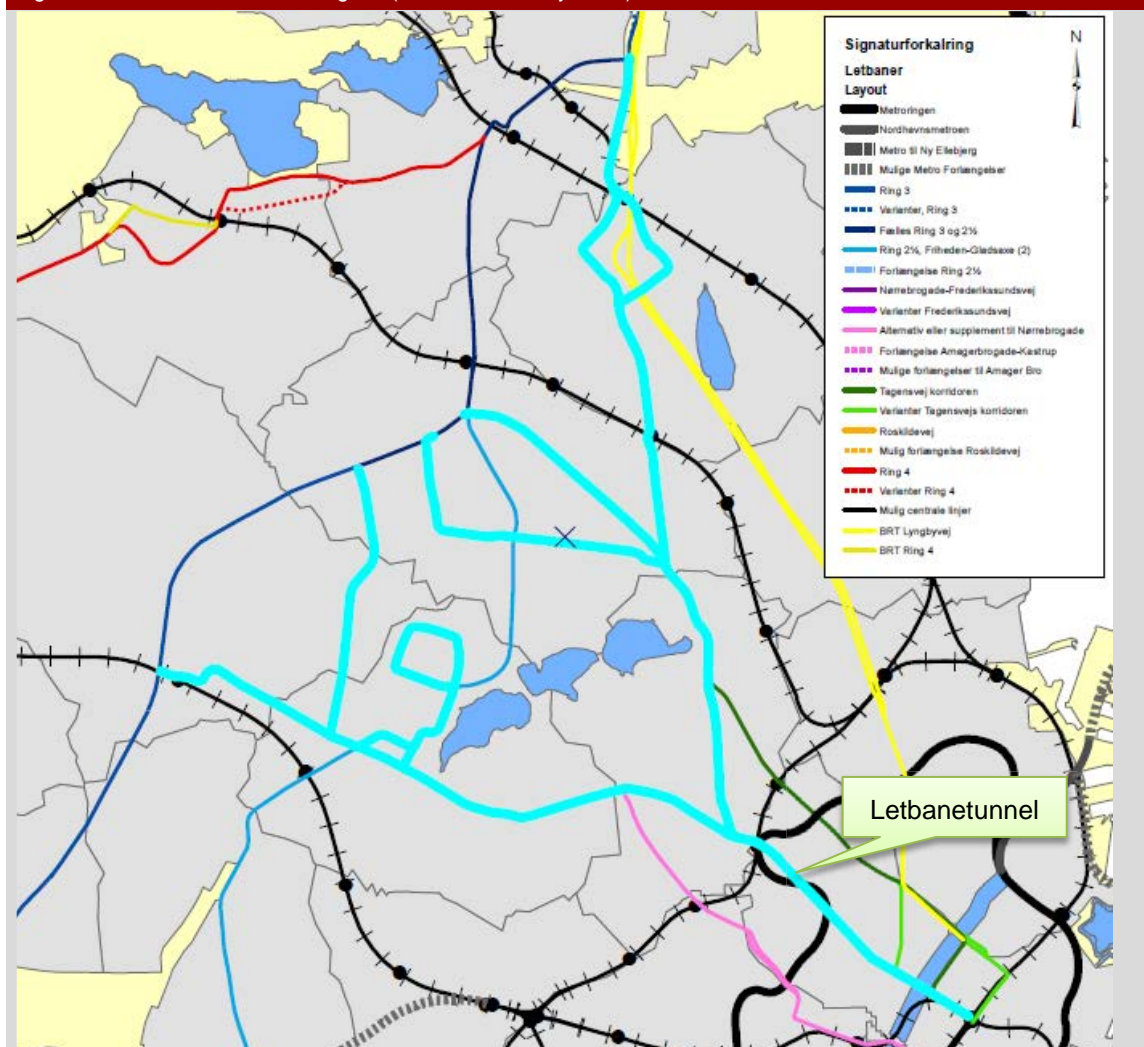 Signaturforkalring
N
Letbaner
Layout
Metroringen
Nordhavnsmetroen
Metro til Ny Ellebjerg
Mulige Metro Forlængelser
Ring 3
Varianter, Ring 3
Fælles Ring 3 og 2½
Ring 2½, Friheden-Gladsaxe (2)
Forlængelse Ring 2½
Nørrebrogade-Frederikssundsvej
Varianter Frederikssundsvej
Alternativ eller supplement til Nørrebrogade
Forlængelse Amagerbrogade-Kastrup
Mulige forlængelser til Amager Bro
Tagensvej korridoren
Varianter Tagensvejs korridoren
Roskildevej
Mulig forlængelse Roskildevej
Ring 4
Varianter Ring 4
Mulig centrale linjer
BRT Lyngbyvej
BRT Ring 4
Letbanetunnel